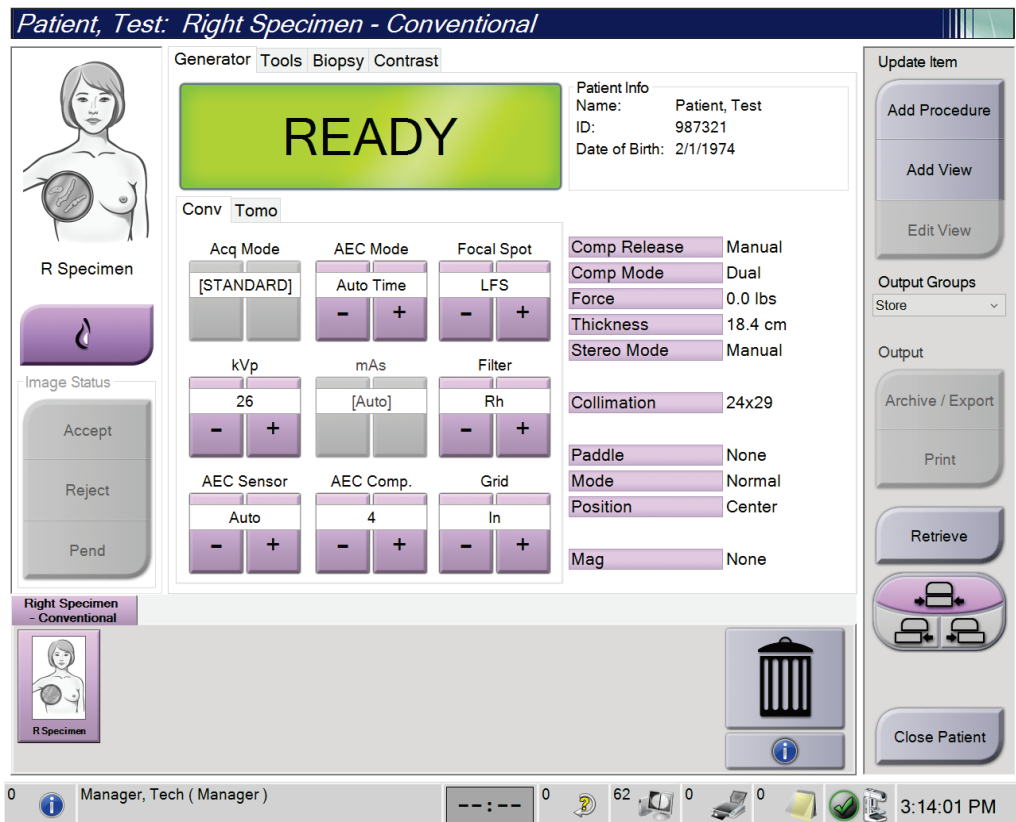 Patient, Test: Right Specimen - Conventional
Generator Tools Biopsy Contrast
READY
Patient Info
Name: Patient, Test
ID: 987321
Date of Birth: 2/1/1974
R Specimen
Image Status
Accept
Reject
Pend
Conv Tomo
Acq Mode AEC Mode Focal Spot
[STANDARD] Auto Time LFS
- + - +
kVp mAs Filter
26 [Auto] Rh
- + - +
AEC Sensor AEC Comp. Grid
Auto 4 In
- + - + - +
Comp Release Manual
Comp Mode Dual
Force 0.0 lbs
Thickness 18.4 cm
Stereo Mode Manual
Collimation 24x29
Paddle None
Mode Normal
Position Center
Mag None
Update Item
Add Procedure
Add View
Edit View
Output Groups
Store
Output
Archive / Export
Print
Retrieve
Close Patient
Right Specimen
- Conventional
R Specimen
0 Manager, Tech ( Manager ) --:-- 0 62 0 0 3:14:01 PM